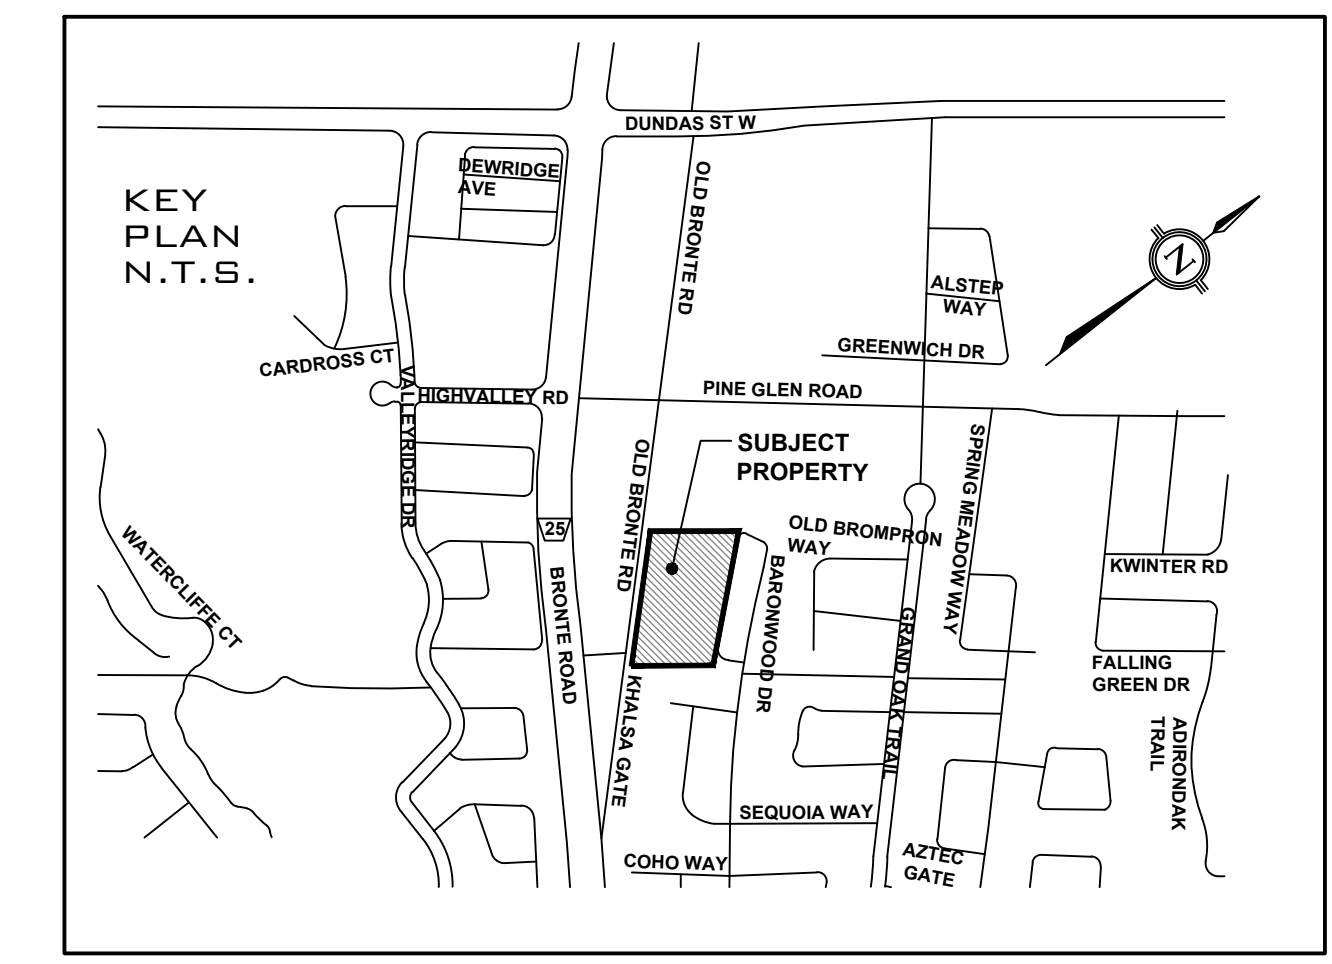 DUNDAS ST W
DEWRIDGE
AVE
KEY
PLAN
N.T.S.
OLD BRONTE RD
N
ALSTEP
WAY
GREENWICH DR
CARDROSS CT
VALLEYRIDGE DR
HIGHVALLEY RD
PINE GLEN ROAD
SUBJECT
PROPERTY
OLD BRONTE RD
SPRING MEADOW WAY
25
OLD BROMPRON
WAY
WATERCLIFFE CT
BRONTE ROAD
BARONWOOD DR
KWINTER RD
GRAND OAK TRAIL
FALLING
GREEN DR
KHALSA GATE
ADIRONDAK
TRAIL
SEQUOIA WAY
COHO WAY
AZTEC
GATE